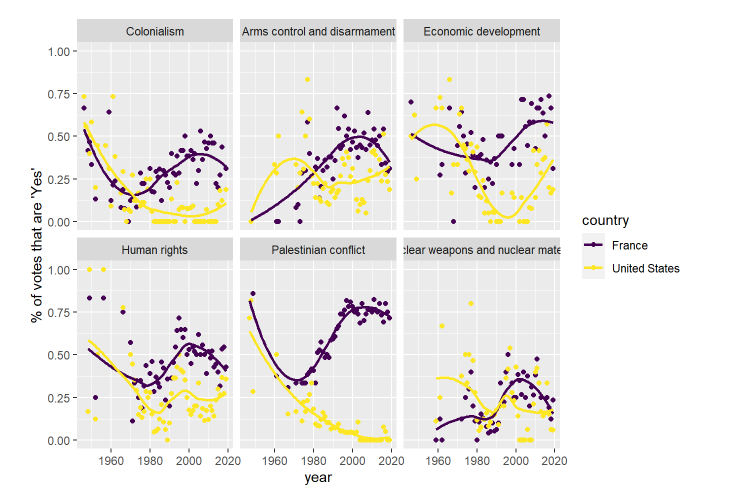 Colonialism
Arms control and disarmament
Economic development
1.00
0.75
0.50
0.25
0.00
Human rights
Palestinian conflict
clear weapons and nuclear mate
1.00
0.75
0.50
0.25
0.00
1960 1980 2000 2020
1960 1980 2000 2020
1960 1980 2000 2020
year
% of votes that are 'Yes'
country
France
United States